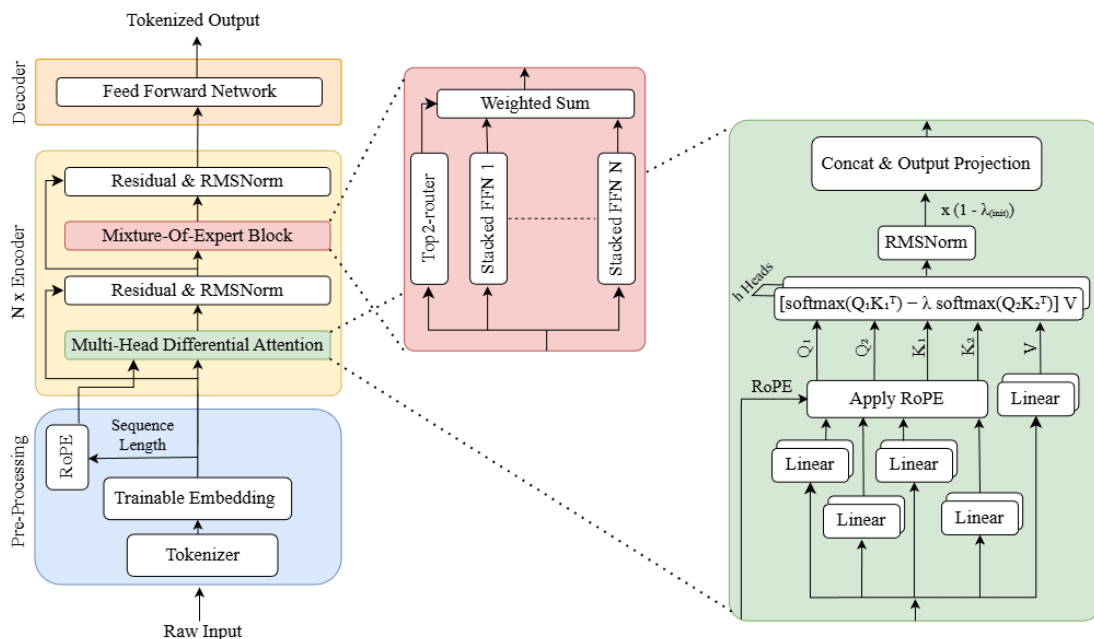 Tokenized Output
Decoder
Feed Forward Network
N x Encoder
Residual & RMSNorm
Mixture-Of-Expert Block
Residual & RMSNorm
Multi-Head Differential Attention
Pre-Processing
RoPE
Sequence
Length
Trainable Embedding
Tokenizer
Raw Input
Weighted Sum
Top2-router
Stacked FFN 1
Stacked FFN N
Concat & Output Projection
x (1 - λ(init))
RMSNorm
h Heads
[softmax(Q₁K₁ᵀ) – λ softmax(Q₂K₂ᵀ)] V
Q₁
Q₂
K₁
K₂
V
RoPE
Apply RoPE
Linear
Linear
Linear
Linear
Linear